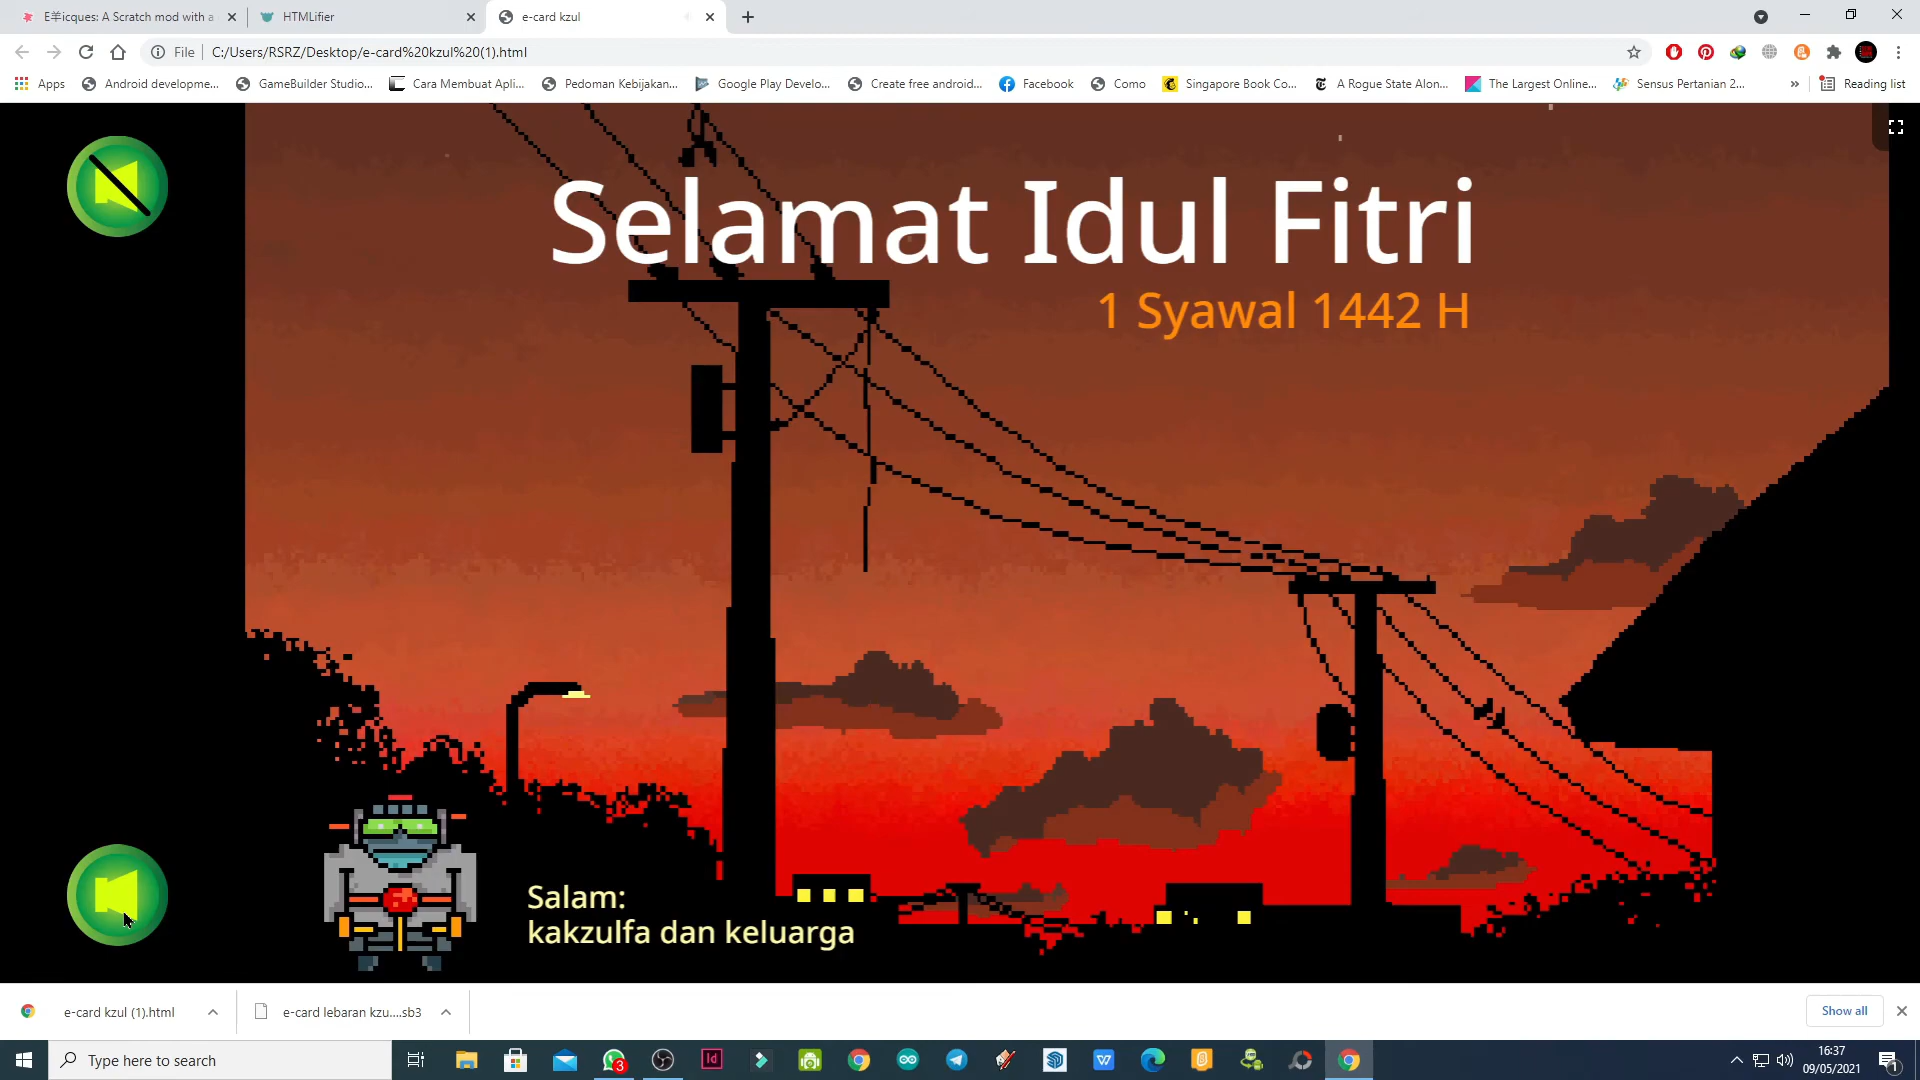 E羊icques: A Scratch mod with a
HTMLifier
e-card kzul
File
C:/Users/RSRZ/Desktop/e-card%20kzul%20(1).html
Apps
Android developme...
GameBuilder Studio...
Cara Membuat Apli...
Pedoman Kebijakan...
Google Play Develo...
Create free android...
Facebook
Como
Singapore Book Co...
A Rogue State Alon...
The Largest Online...
Sensus Pertanian 2...
»
Reading list
Selamat Idul Fitri
1 Syawal 1442 H
Salam:
kakzulfa dan keluarga
e-card kzul (1).html
e-card lebaran kzu....sb3
Show all
Type here to search
3
Id
W
16:37
09/05/2021
1